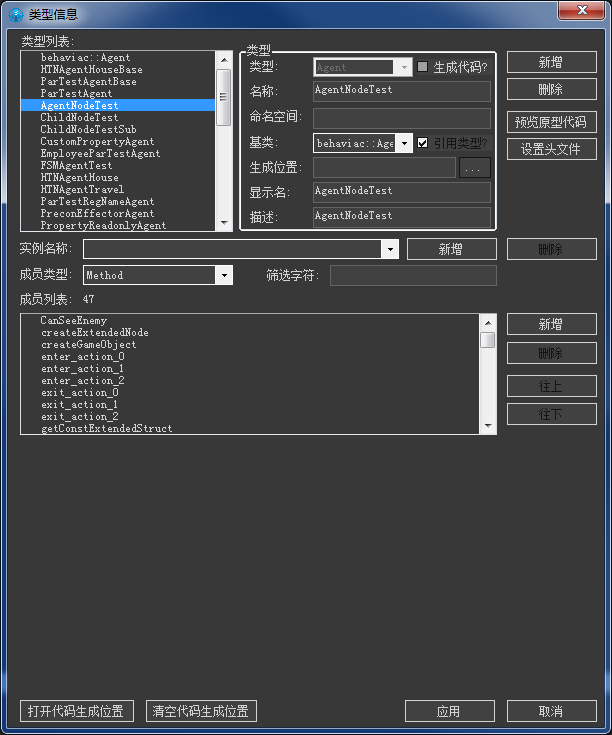 类型信息
类型列表:
behaviac::Agent
HTNAgentHouseBase
ParTestAgentBase
ParTestAgent
AgentNodeTest
ChildNodeTest
ChildNodeTestSub
CustomPropertyAgent
EmployeeParTestAgent
FSMAgentTest
HTNAgentHouse
HTNAgentTravel
ParTestRegNameAgent
PreconEffectorAgent
PropertyReadonlyAgent
类型
类型: Agent 生成代码?
名称: AgentNodeTest
命名空间:
基类: behaviac::Age 引用类型?
生成位置: ...
显示名: AgentNodeTest
描述: AgentNodeTest
新增
删除
预览原型代码
设置头文件
实例名称: 新增 删除
成员类型: Method 筛选字符:
成员列表: 47
CanSeeEnemy
createExtendedNode
createGameObject
enter_action_0
enter_action_1
enter_action_2
exit_action_0
exit_action_1
exit_action_2
getConstExtendedStruct
新增
删除
往上
往下
打开代码生成位置 清空代码生成位置 应用 取消